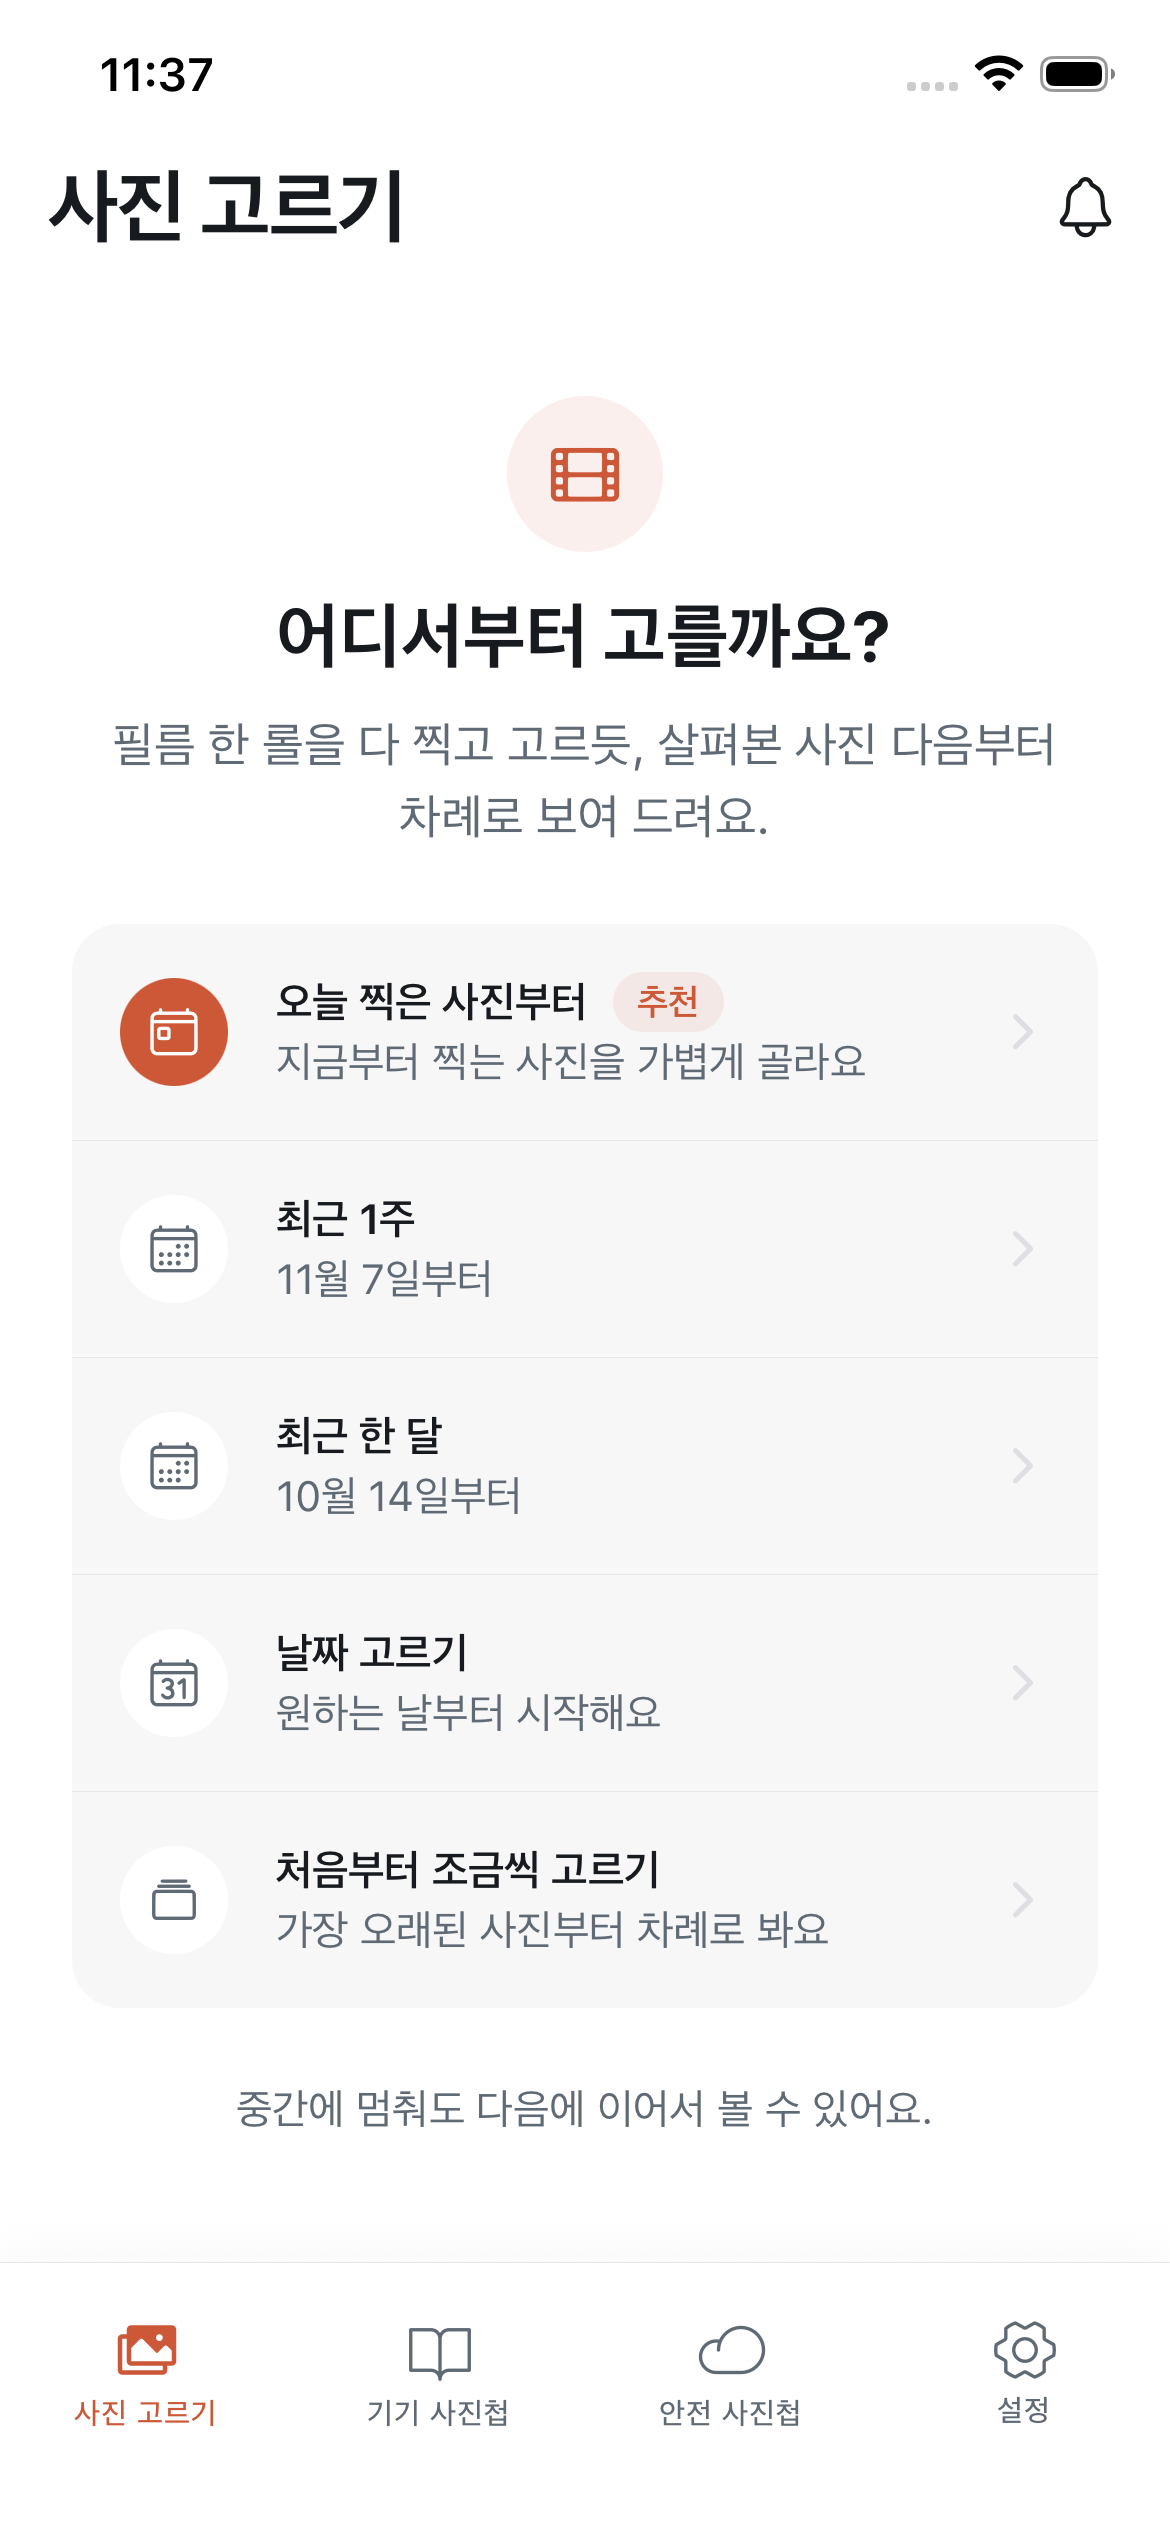 11:37
사진 고르기
어디서부터 고를까요?
필름 한 롤을 다 찍고 고르듯, 살펴본 사진 다음부터
차례로 보여 드려요.
오늘 찍은 사진부터 추천
지금부터 찍는 사진을 가볍게 골라요
최근 1주
11월 7일부터
최근 한 달
10월 14일부터
31
날짜 고르기
원하는 날부터 시작해요
처음부터 조금씩 고르기
가장 오래된 사진부터 차례로 봐요
중간에 멈춰도 다음에 이어서 볼 수 있어요.
사진 고르기 기기 사진첩 안전 사진첩 설정